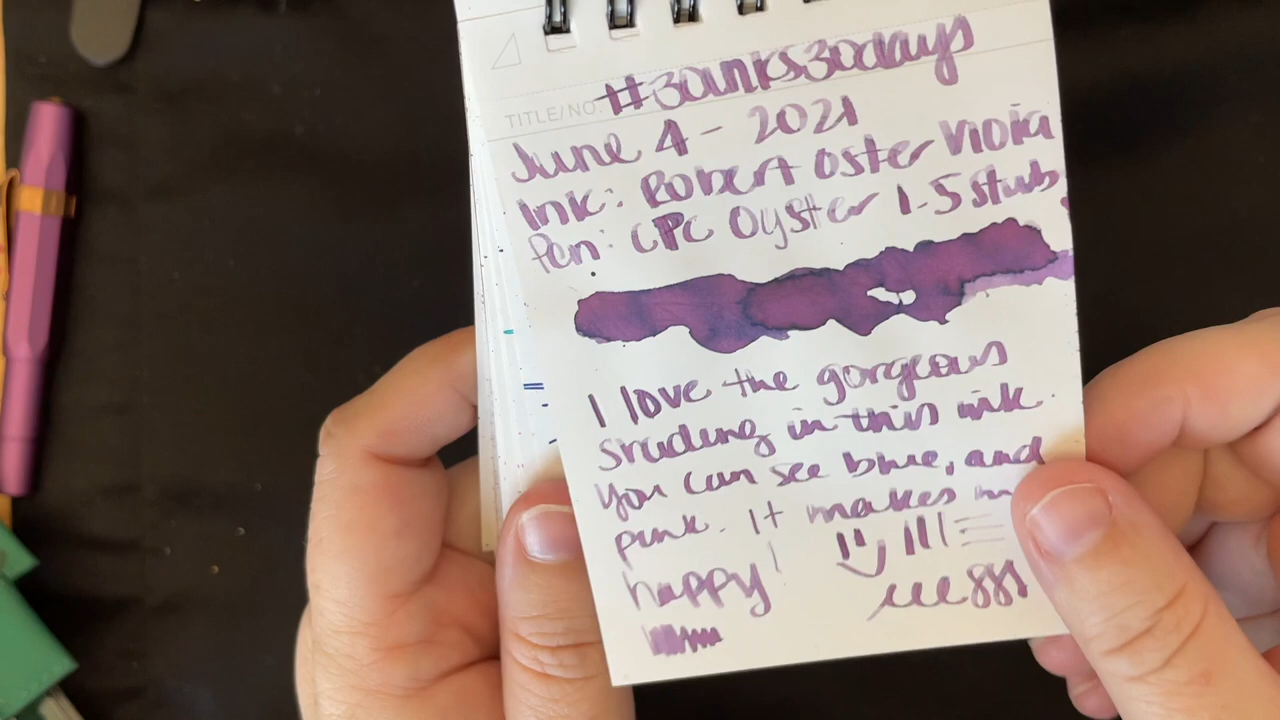 #30inks30days
TITLE/NO.
June 4 - 2021
Ink: Robert Oster Viola
Pen: CPC Oyster 1.5 stub
I love the gorgeous
shading in this ink.
You can see blue, and
pink. It makes
happy!